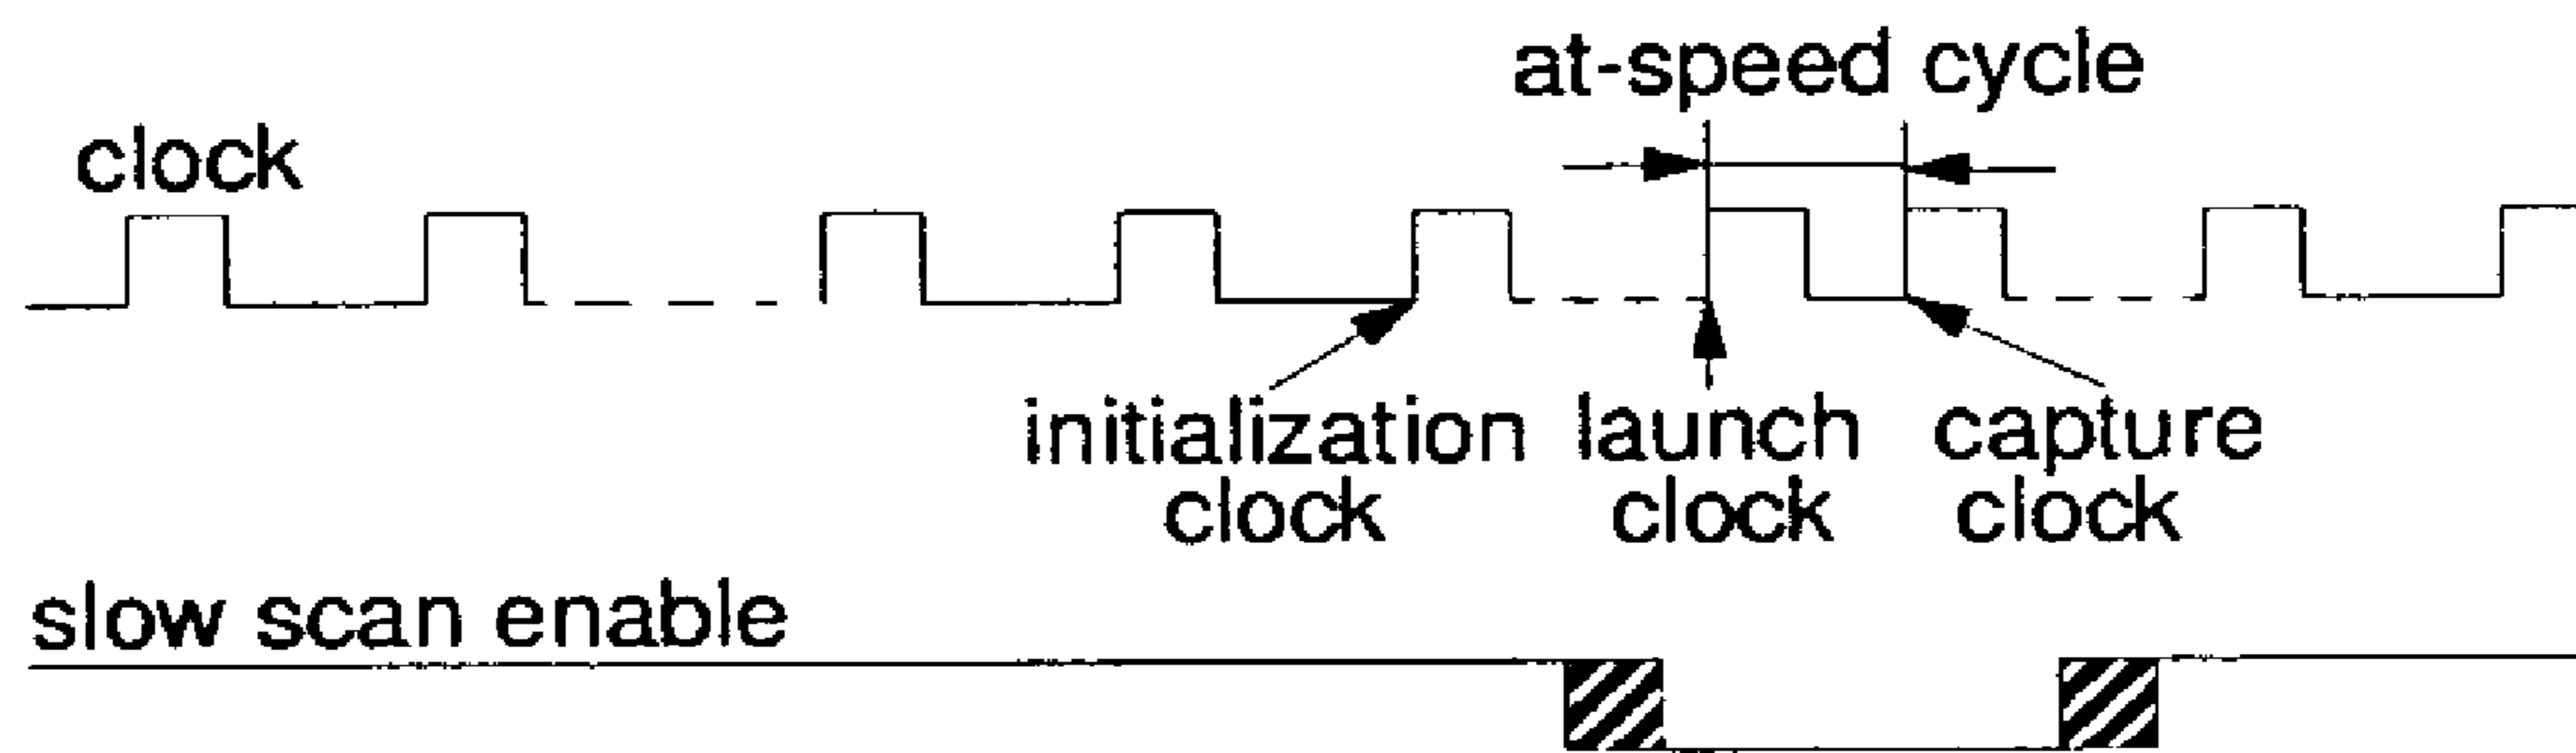 at-speed cycle
clock
initialization launch capture
clock clock clock
slow scan enable